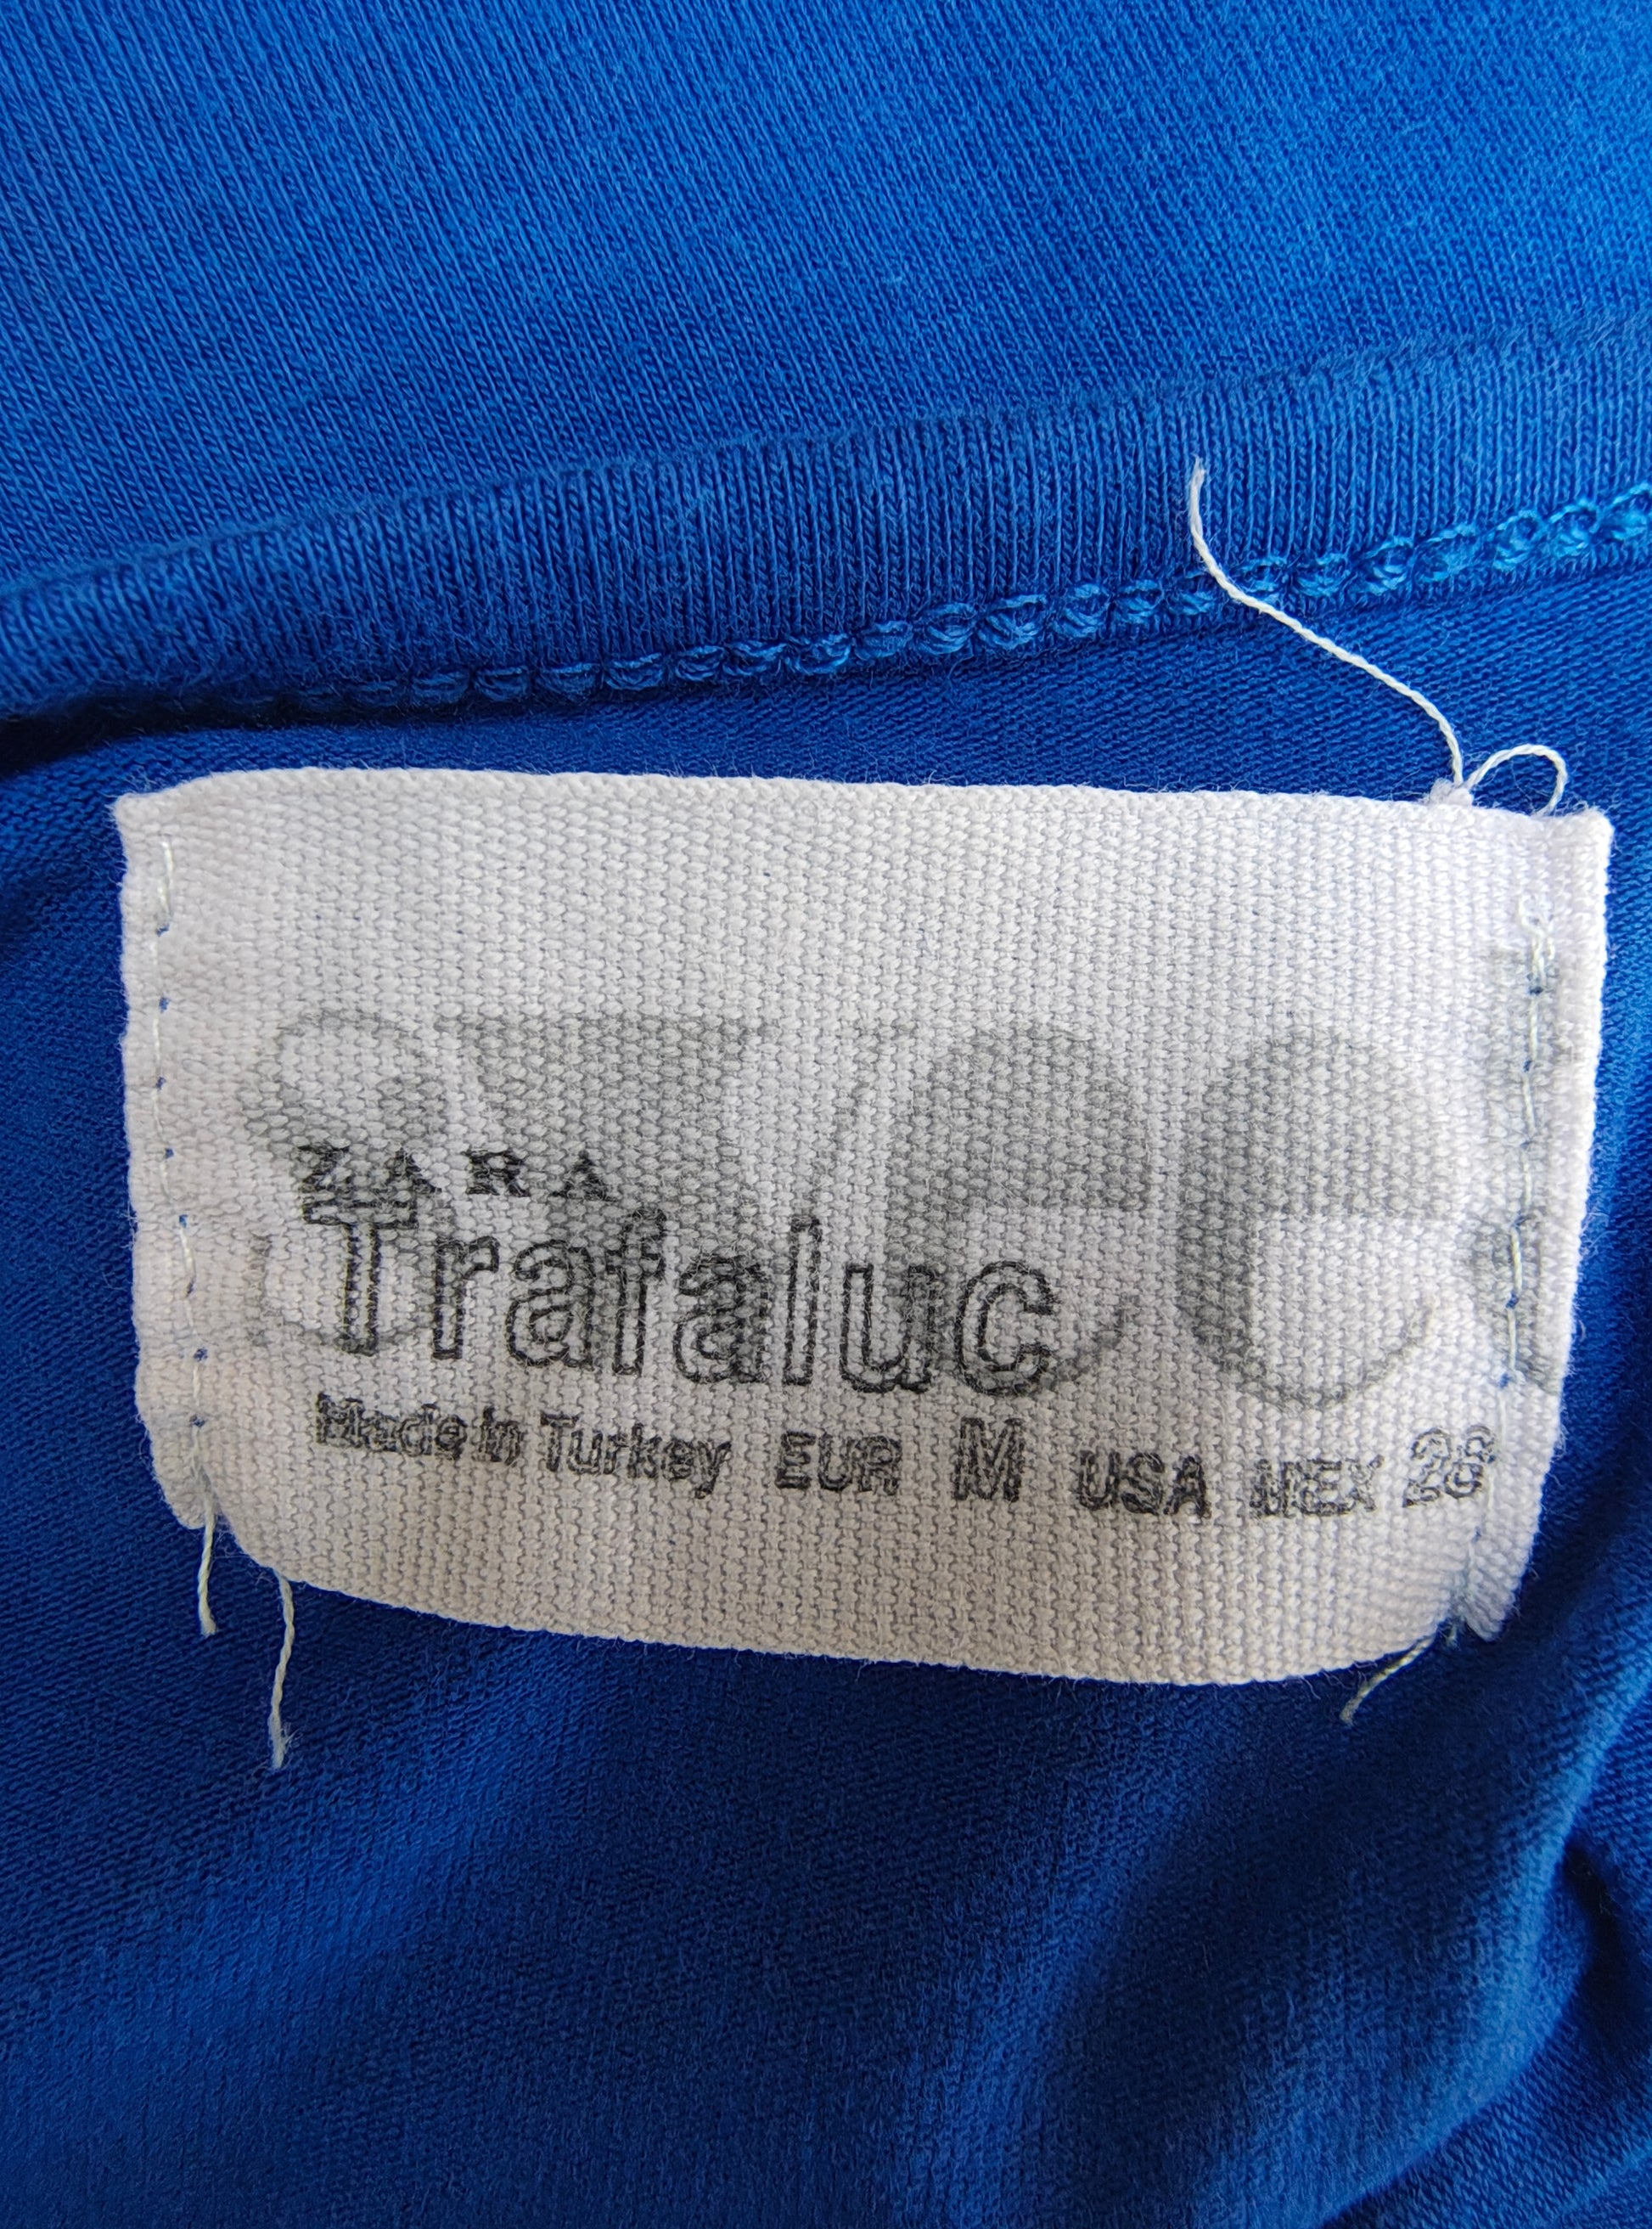 ZARA
Trafaluc
Made in Turkey EUR M USA MEX 28